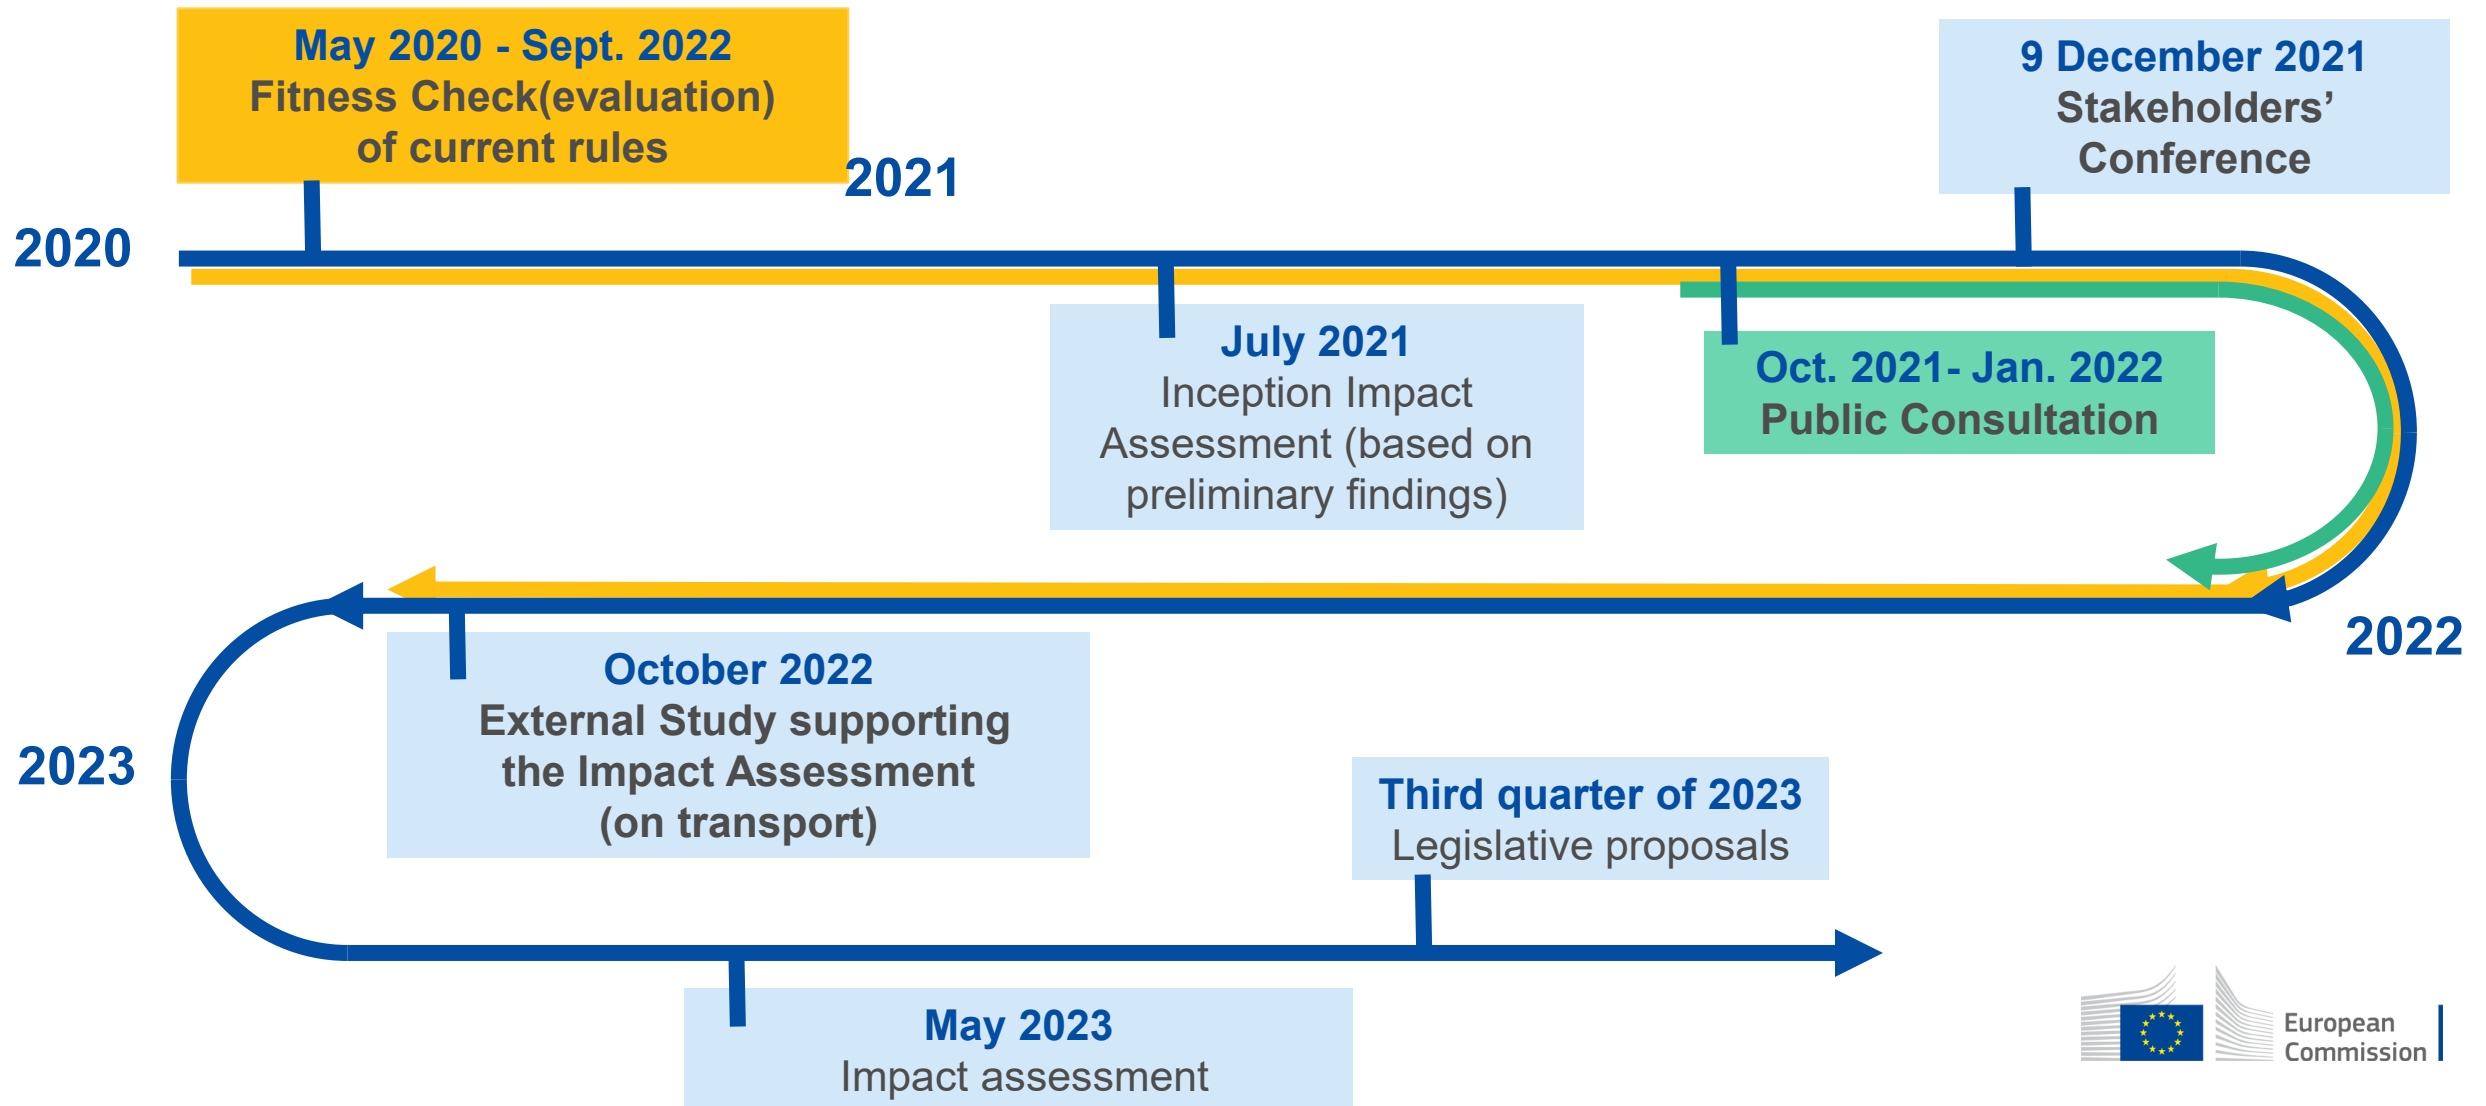 May 2020 - Sept. 2022
Fitness Check(evaluation)
of current rules
2021
9 December 2021
Stakeholders’
Conference
2020
July 2021
Inception Impact
Assessment (based on
preliminary findings)
Oct. 2021- Jan. 2022
Public Consultation
2022
October 2022
External Study supporting
the Impact Assessment
(on transport)
2023
Third quarter of 2023
Legislative proposals
May 2023
Impact assessment
European
Commission